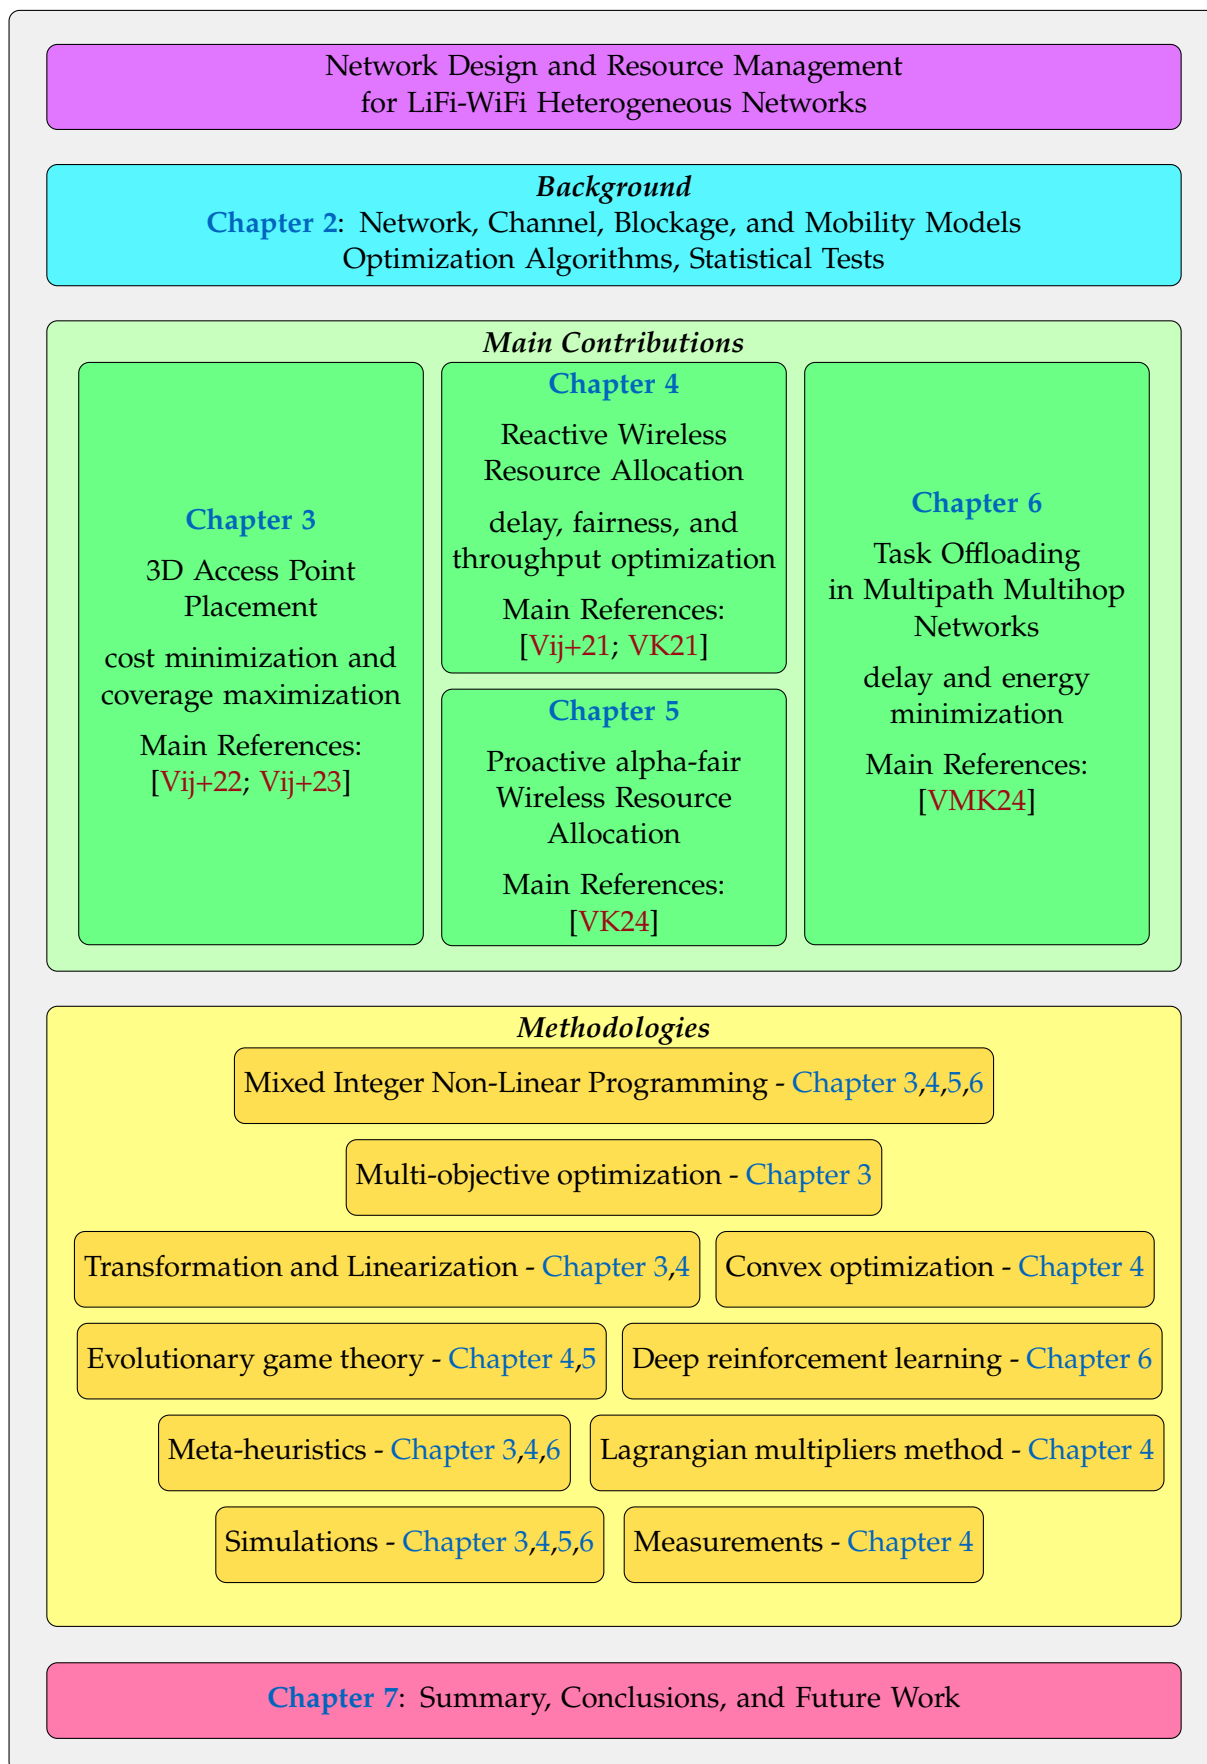 Network Design and Resource Management
for LiFi-WiFi Heterogeneous Networks
Background
Chapter 2: Network, Channel, Blockage, and Mobility Models
Optimization Algorithms, Statistical Tests
Main Contributions
Chapter 3
3D Access Point
Placement
cost minimization and
coverage maximization
Main References:
[Vij+22; Vij+23]
Chapter 4
Reactive Wireless
Resource Allocation
delay, fairness, and
throughput optimization
Main References:
[Vij+21; VK21]
Chapter 5
Proactive alpha-fair
Wireless Resource
Allocation
Main References:
[VK24]
Chapter 6
Task Offloading
in Multipath Multihop
Networks
delay and energy
minimization
Main References:
[VMK24]
Methodologies
Mixed Integer Non-Linear Programming - Chapter 3,4,5,6
Multi-objective optimization - Chapter 3
Transformation and Linearization - Chapter 3,4
Convex optimization - Chapter 4
Evolutionary game theory - Chapter 4,5
Deep reinforcement learning - Chapter 6
Meta-heuristics - Chapter 3,4,6
Lagrangian multipliers method - Chapter 4
Simulations - Chapter 3,4,5,6
Measurements - Chapter 4
Chapter 7: Summary, Conclusions, and Future Work